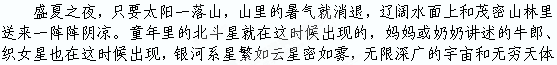 盛夏之夜，只要太阳一落山，山里的暑气就消退，辽阔水面上和茂密山林里
送来一阵阵阴凉。童年里的北斗星就在这时候出现的，妈妈或奶奶讲述的牛郎、
织女星也在这时候出现，银河系星繁如云星密如雾，无限深广的宇宙和无穷天体